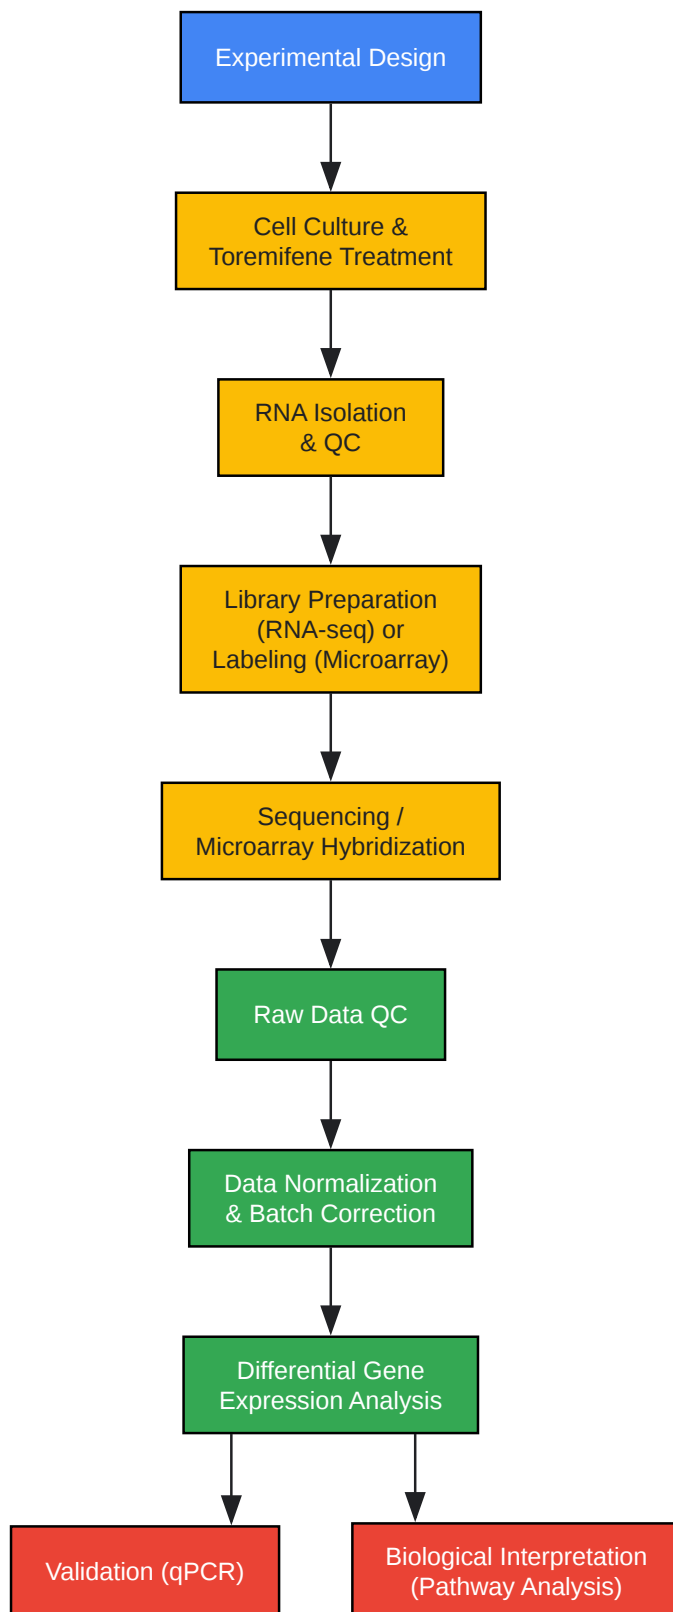 Experimental Design
Cell Culture &
Toremifene Treatment
RNA Isolation
& QC
Library Preparation
(RNA-seq) or
Labeling (Microarray)
Sequencing /
Microarray Hybridization
Raw Data QC
Data Normalization
& Batch Correction
Differential Gene
Expression Analysis
Validation (qPCR)
Biological Interpretation
(Pathway Analysis)